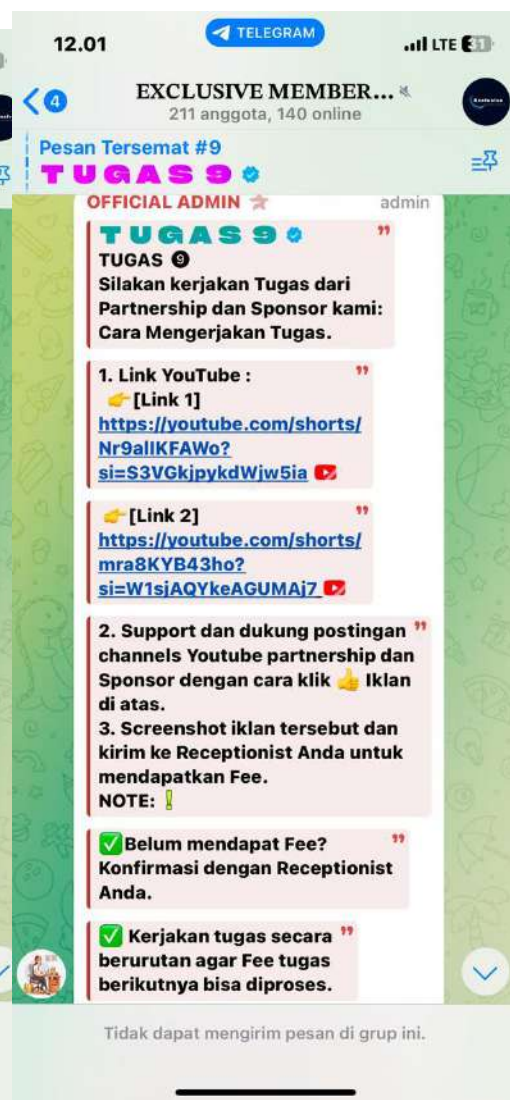 12.01
TELEGRAM
LTE 31
4
EXCLUSIVE MEMBER...
211 anggota, 140 online
Pesan Tersemat #9
TUGAS 9
OFFICIAL ADMIN
admin
TUGAS 9
TUGAS ❾
Silakan kerjakan Tugas dari
Partnership dan Sponsor kami:
Cara Mengerjakan Tugas.
1. Link YouTube :
👉[Link 1]
https://youtube.com/shorts/
Nr9allKFAWo?
si=S3VGkjpykdWjw5ia
👉[Link 2]
https://youtube.com/shorts/
mra8KYB43ho?
si=W1sjAQYkeAGUMAj7
2. Support dan dukung postingan
channels Youtube partnership dan
Sponsor dengan cara klik 👍 Iklan
di atas.
3. Screenshot iklan tersebut dan
kirim ke Receptionist Anda untuk
mendapatkan Fee.
NOTE: ❗
✅Belum mendapat Fee?
Konfirmasi dengan Receptionist
Anda.
✅ Kerjakan tugas secara
berurutan agar Fee tugas
berikutnya bisa diproses.
Tidak dapat mengirim pesan di grup ini.